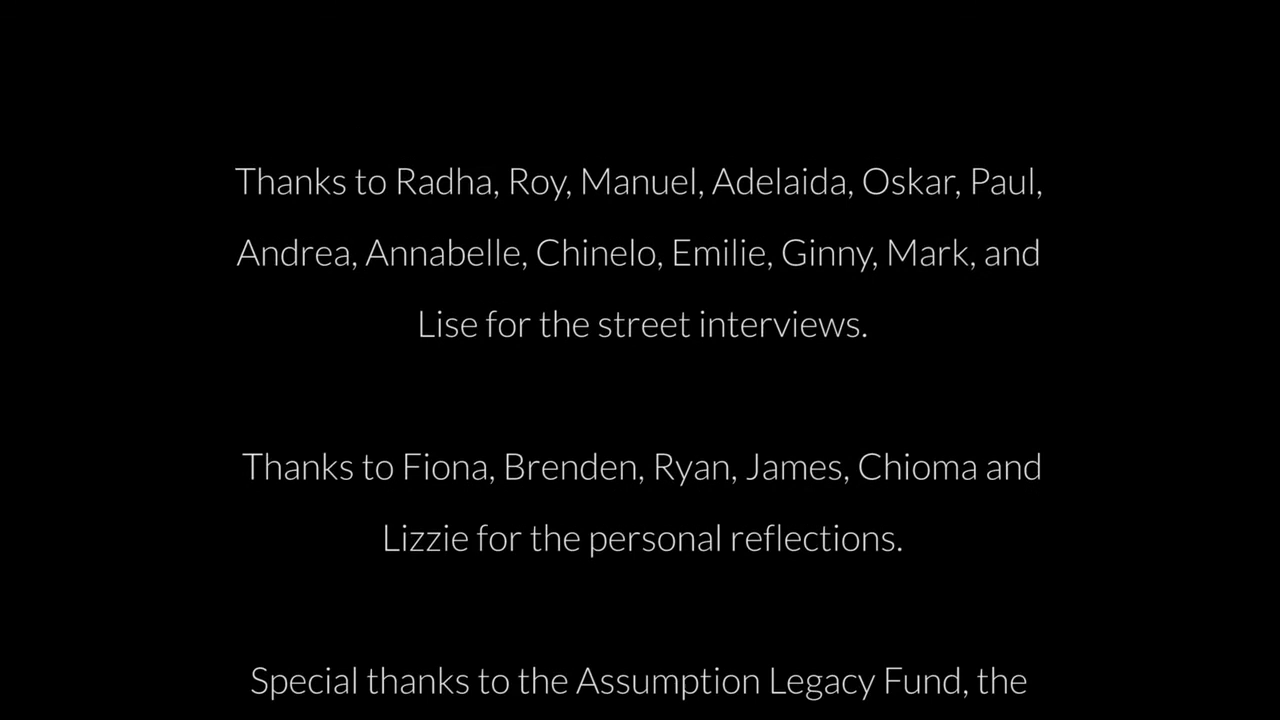 Thanks to Radha, Roy, Manuel, Adelaida, Oskar, Paul,
Andrea, Annabelle, Chinelo, Emilie, Ginny, Mark, and
Lise for the street interviews.
Thanks to Fiona, Brenden, Ryan, James, Chioma and
Lizzie for the personal reflections.
Special thanks to the Assumption Legacy Fund, the